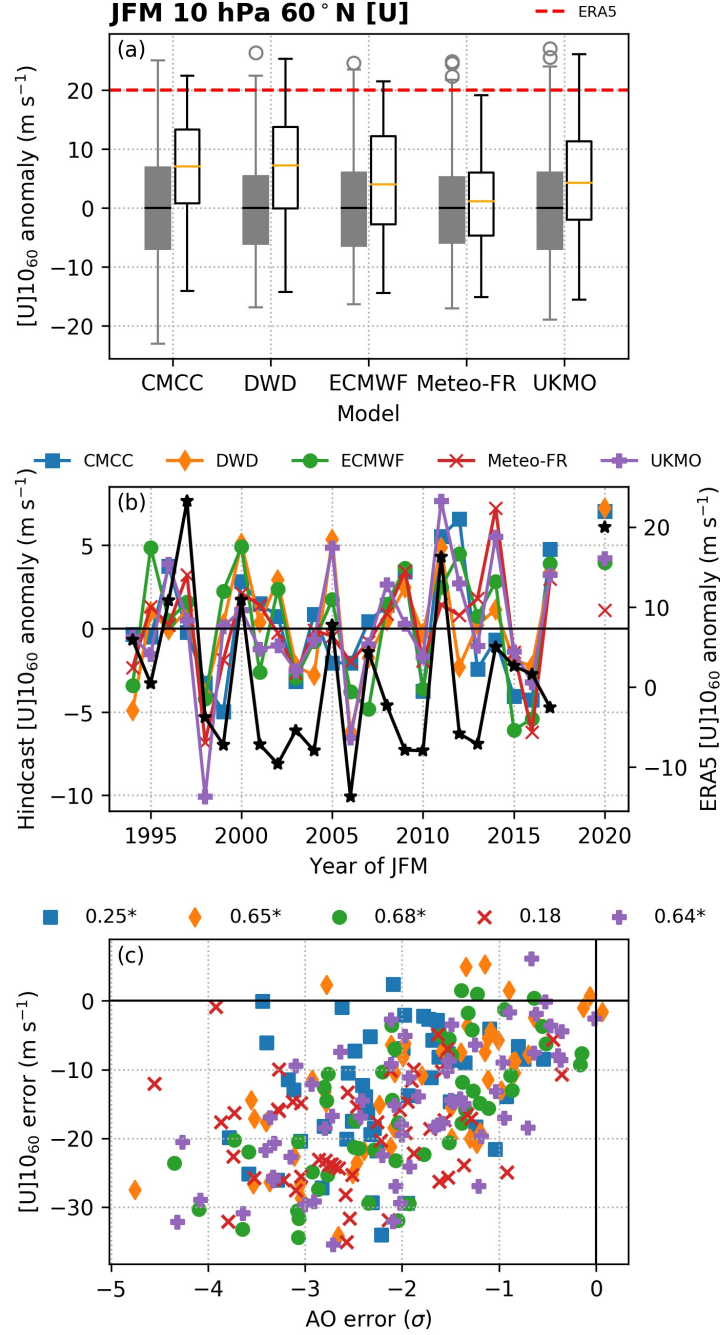 JFM 10 hPa 60°N [U]
ERA5
(a)
[U]10₆₀ anomaly (m s⁻¹)
20
10
0
−10
−20
CMCC DWD ECMWF Meteo-FR UKMO
Model
CMCC DWD ECMWF Meteo-FR UKMO
(b)
Hindcast [U]10₆₀ anomaly (m s⁻¹)
5
0
−5
−10
ERA5 [U]10₆₀ anomaly (m s⁻¹)
20
10
0
−10
1995 2000 2005 2010 2015 2020
Year of JFM
0.25* 0.65* 0.68* 0.18 0.64*
(c)
[U]10₆₀ error (m s⁻¹)
0
−10
−20
−30
−5 −4 −3 −2 −1 0
AO error (σ)